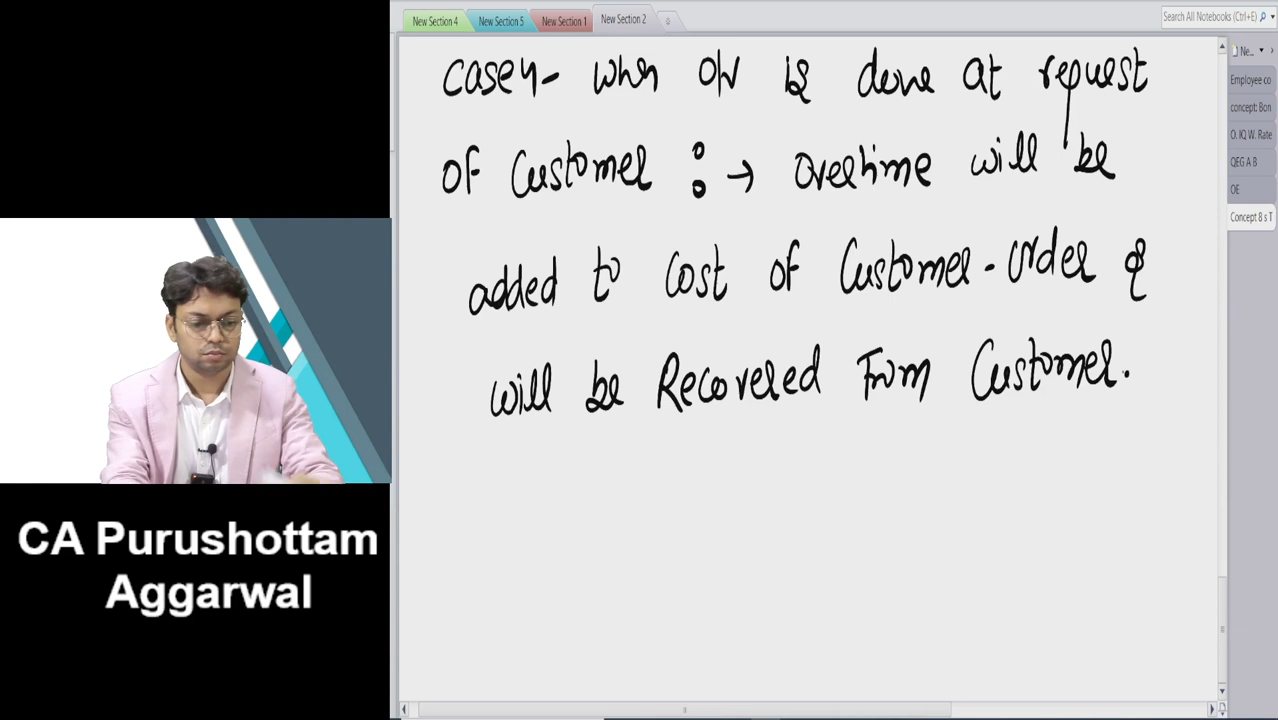 New Section 4 New Section 5 New Section 1 New Section 2
Search All Notebooks (Ctrl+E)
Ne...
Employee co
concept: Bon
O. IQ W. Rate
QEG A B
OE
Concept 8 s T
Case4- when O/W is done at request
of Customer : → overtime will be
added to cost of Customer-order &
will be Recovered From Customer.
CA Purushottam
Aggarwal